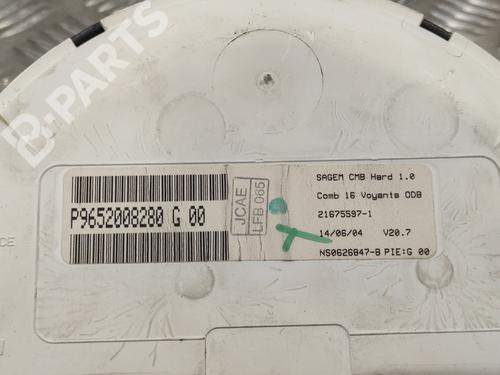 B-PARTS
P9652008280 G 00
JCAE
LFB 065
SAGEM CMB Hard 1.0
Comb 16 Voyants ODB
21675597-1
14/06/04 V20.7
NS0626847-B PIE:G 00